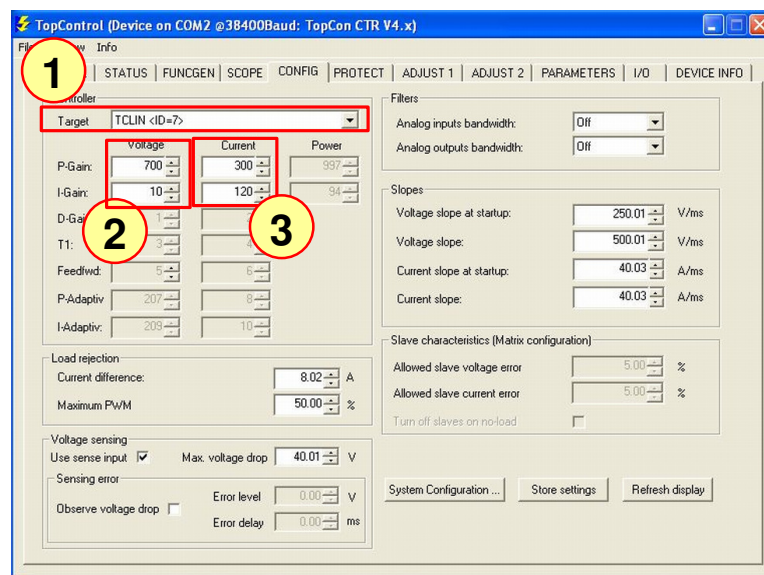 TopControl (Device on COM2 @38400Baud: TopCon CTR V4.x)
Info
STATUS FUNCGEN SCOPE CONFIG PROTECT ADJUST 1 ADJUST 2 PARAMETERS I/O DEVICE INFO
1
Target TCLIN <ID=7>
Voltage Current Power
P-Gain: 700 300 997
I-Gain: 10 120 94
1
T1: 3
2
3
Feedfwd: 5 6
P-Adaptiv 207 8
I-Adaptiv: 209 10
Load rejection
Current difference: 8.02 A
Maximum PWM 50.00 %
Voltage sensing
Use sense input Max. voltage drop 40.01 V
Sensing error
Observe voltage drop
Error level 0.00 V
Error delay 0.00 ms
Filters
Analog inputs bandwidth: Off
Analog outputs bandwidth: Off
Slopes
Voltage slope at startup: 250.01 V/ms
Voltage slope: 500.01 V/ms
Current slope at startup: 40.03 A/ms
Current slope: 40.03 A/ms
Slave characteristics (Matrix configuration)
Allowed slave voltage error 5.00 %
Allowed slave current error 5.00 %
Turn off slaves on no-load
System Configuration ... Store settings Refresh display